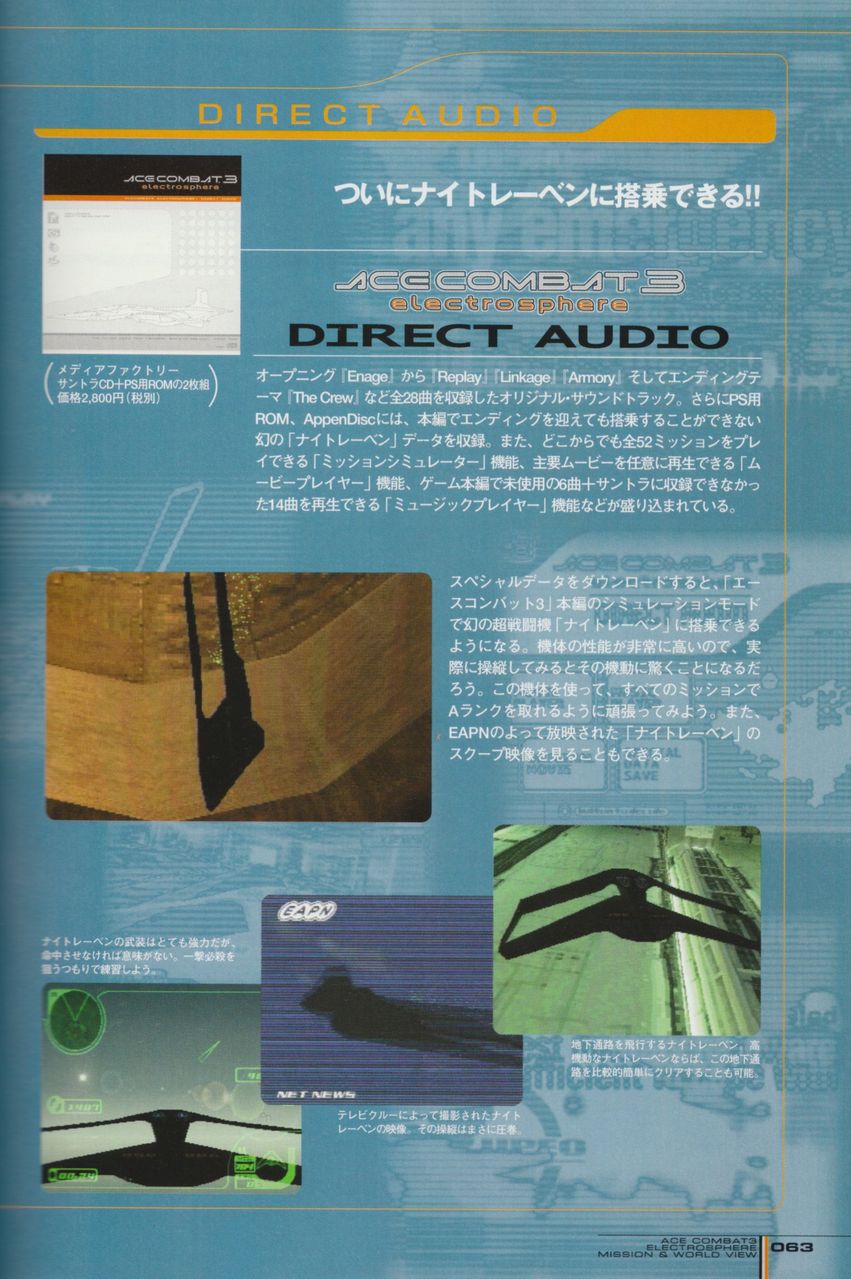 DIRECT AUDIO
ACE COMBAT 3
electrosphere
ついにナイトレーベンに搭乗できる!!
ACE COMBAT 3
electrosphere
DIRECT AUDIO
メディアファクトリー
サントラCD+PS用ROMの2枚組
価格2,800円(税別)
オープニング『Enage』から『Replay』『Linkage』『Armory』そしてエンディングテ
ーマ『The Crew』など全28曲を収録したオリジナル・サウンドトラック。さらにPS用
ROM、AppenDiscには、本編でエンディングを迎えても搭乗することができない
幻の「ナイトレーベン」データを収録。また、どこからでも全52ミッションをプレ
イできる「ミッションシミュレーター」機能、主要ムービーを任意に再生できる「ム
ービープレイヤー」機能、ゲーム本編で未使用の6曲+サントラに収録できなかっ
た14曲を再生できる「ミュージックプレイヤー」機能などが盛り込まれている。
スペシャルデータをダウンロードすると、「エー
スコンバット3」本編のシミュレーションモード
で幻の超戦闘機「ナイトレーベン」に搭乗できる
ようになる。機体の性能が非常に高いので、実
際に操縦してみるとその機動に驚くことになるだ
ろう。この機体を使って、すべてのミッションで
Aランクを取れるように頑張ってみよう。また、
EAPNのよって放映された「ナイトレーベン」の
スクープ映像を見ることもできる。
ACE COMBAT 3
DATA
SAVE
ナイトレーベンの武装はとても強力だが、
命中させなければ意味がない。一撃必殺を
狙うつもりで練習しよう。
EAPN
NET NEWS
地下通路を飛行するナイトレーベン。高
機動なナイトレーベンならば、この地下通
路を比較的簡単にクリアすることも可能。
テレビクルーによって撮影されたナイト
レーベンの映像。その操縦はまさに圧巻。
ACE COMBAT3
ELECTROSPHERE
MISSION & WORLD VIEW
063